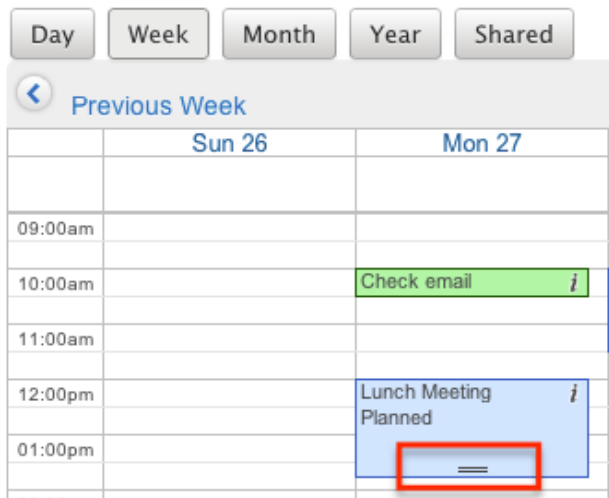 Day Week Month Year Shared
Previous Week
Sun 26 Mon 27
09:00am
10:00am Check email i
11:00am
12:00pm Lunch Meeting i
Planned
01:00pm